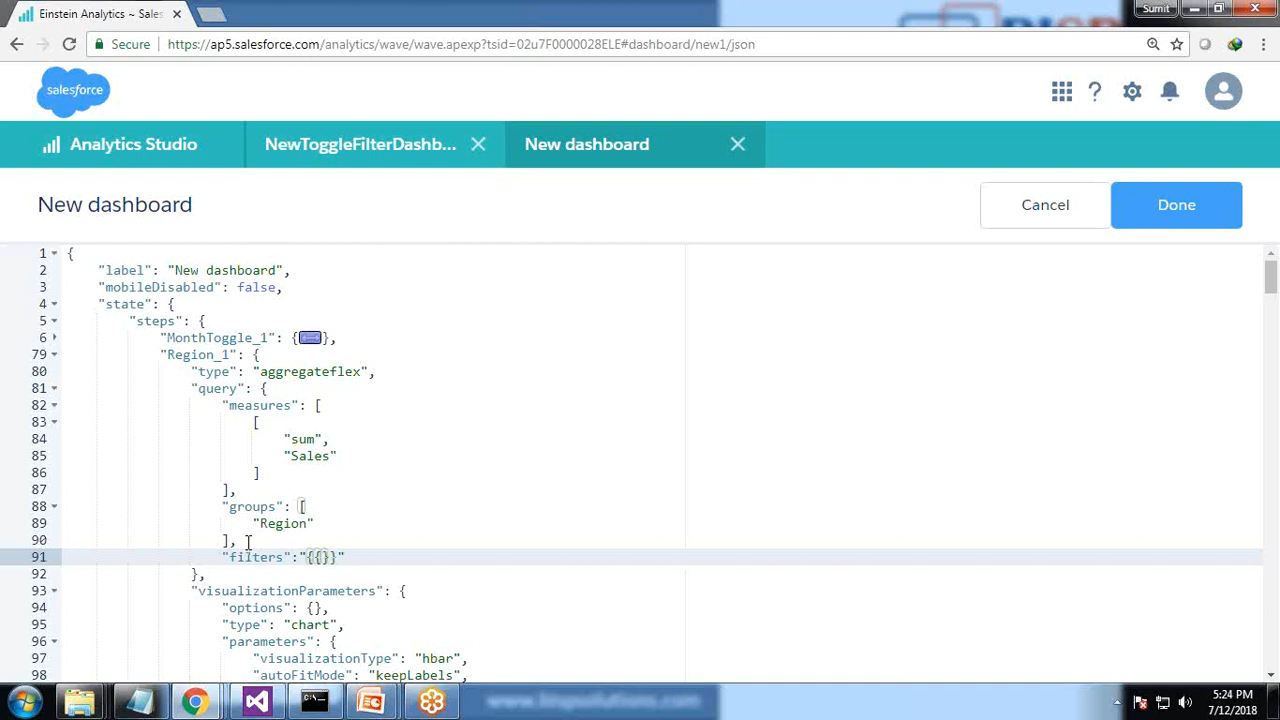 Einstein Analytics ~ Sales
Sumit
Secure
https://ap5.salesforce.com/analytics/wave/wave.apexp?tsid=02u7F0000028ELE#dashboard/new1/json
salesforce
Analytics Studio
NewToggleFilterDashb...
New dashboard
New dashboard
Cancel
Done
1 {
2 "label": "New dashboard",
3 "mobileDisabled": false,
4 "state": {
5 "steps": {
6 "MonthToggle_1": {<->},
79 "Region_1": {
80 "type": "aggregateflex",
81 "query": {
82 "measures": [
83 [
84 "sum",
85 "Sales"
86 ]
87 ],
88 "groups": [
89 "Region"
90 ],
91 "filters":"{{}}"
92 },
93 "visualizationParameters": {
94 "options": {},
95 "type": "chart",
96 "parameters": {
97 "visualizationType": "hbar",
98 "autoFitMode": "keepLabels",
5:24 PM
7/12/2018